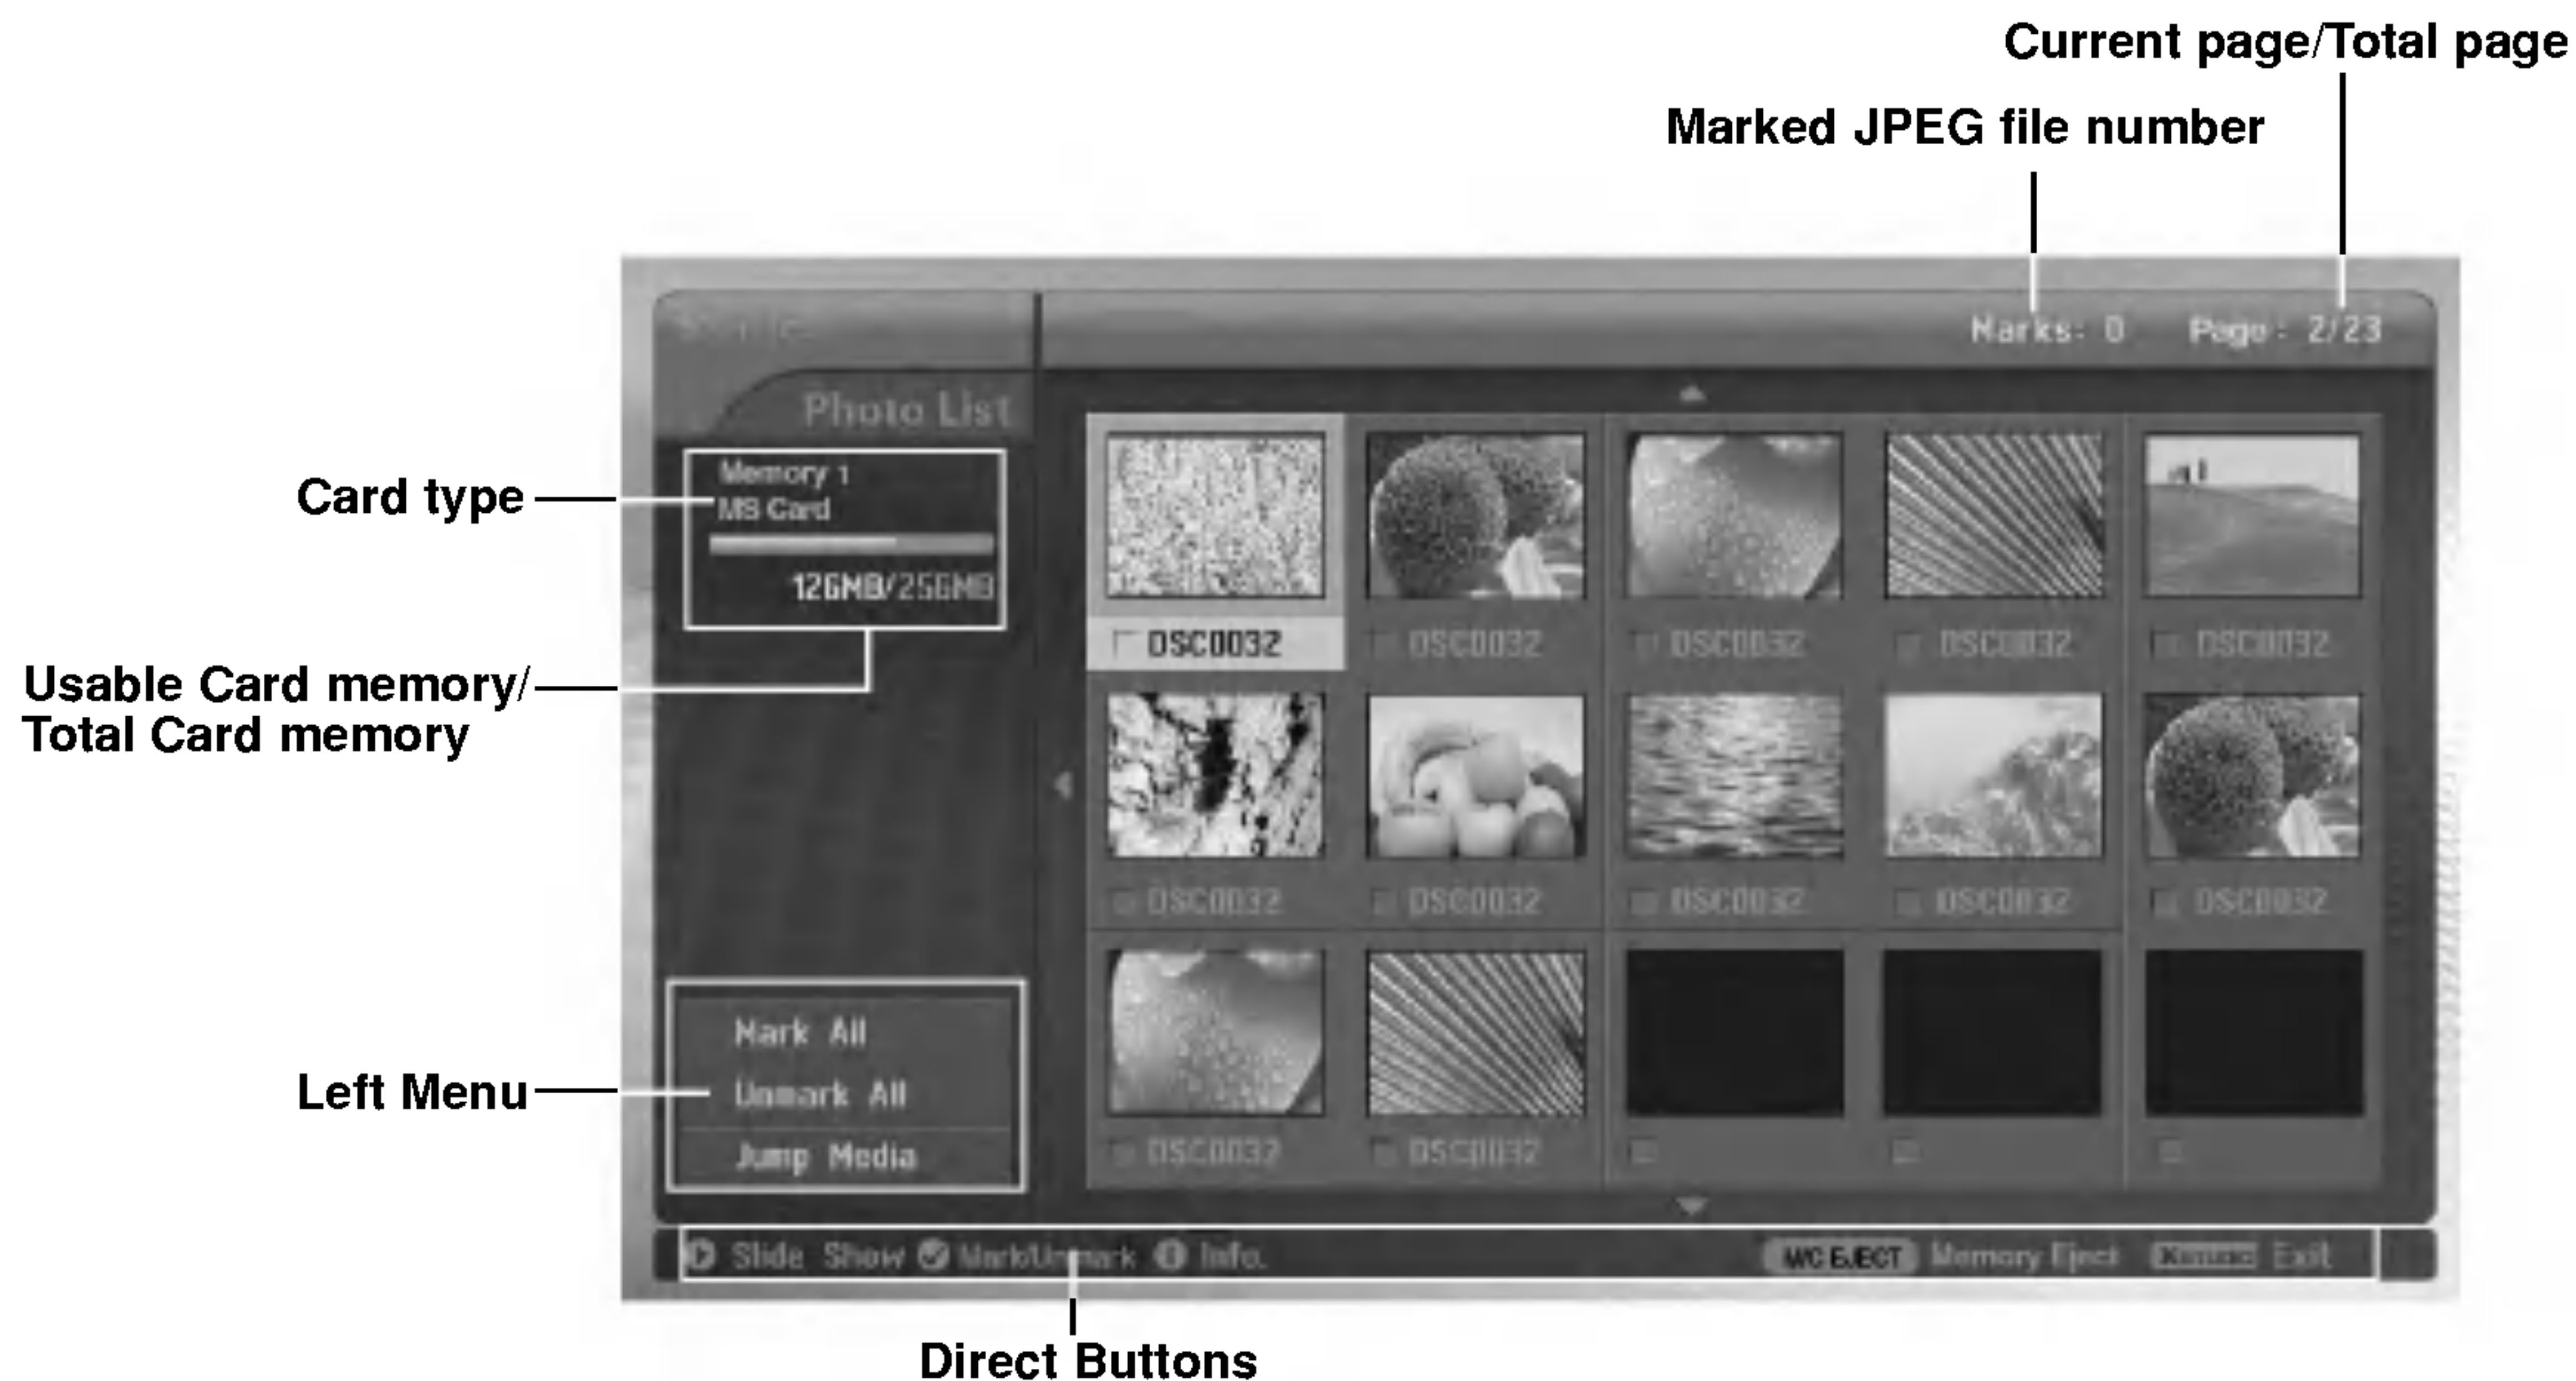 Current page/Total page
Marked JPEG file number
Marks: 0 Page: 2/23
Photo List
Card type
Memory 1
MS Card
126MB/256MB
Usable Card memory/
Total Card memory
DSC0032 DSC0032 DSC0032 DSC0032 DSC0032
DSC0032 DSC0032 DSC0032 DSC0032 DSC0032
DSC0032 DSC0032
Left Menu
Mark All
Unmark All
Jump Media
Slide Show Mark/Unmark Info. M/C EJECT Memory Eject Exit
Direct Buttons